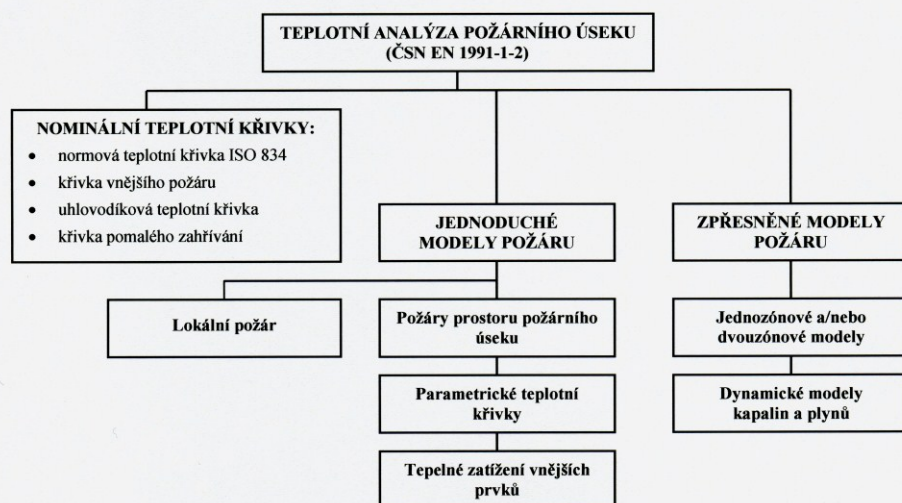 TEPLOTNÍ ANALÝZA POŽÁRNÍHO ÚSEKU
(ČSN EN 1991-1-2)
NOMINÁLNÍ TEPLOTNÍ KŘIVKY:
• normová teplotní křivka ISO 834
• křivka vnějšího požáru
• uhlovodíková teplotní křivka
• křivka pomalého zahřívání
JEDNODUCHÉ
MODELY POŽÁRU
ZPŘESNĚNÉ MODELY
POŽÁRU
Lokální požár
Požáry prostoru požárního
úseku
Jednozónové a/nebo
dvouzónové modely
Parametrické teplotní
křivky
Dynamické modely
kapalin a plynů
Tepelné zatížení vnějších
prvků